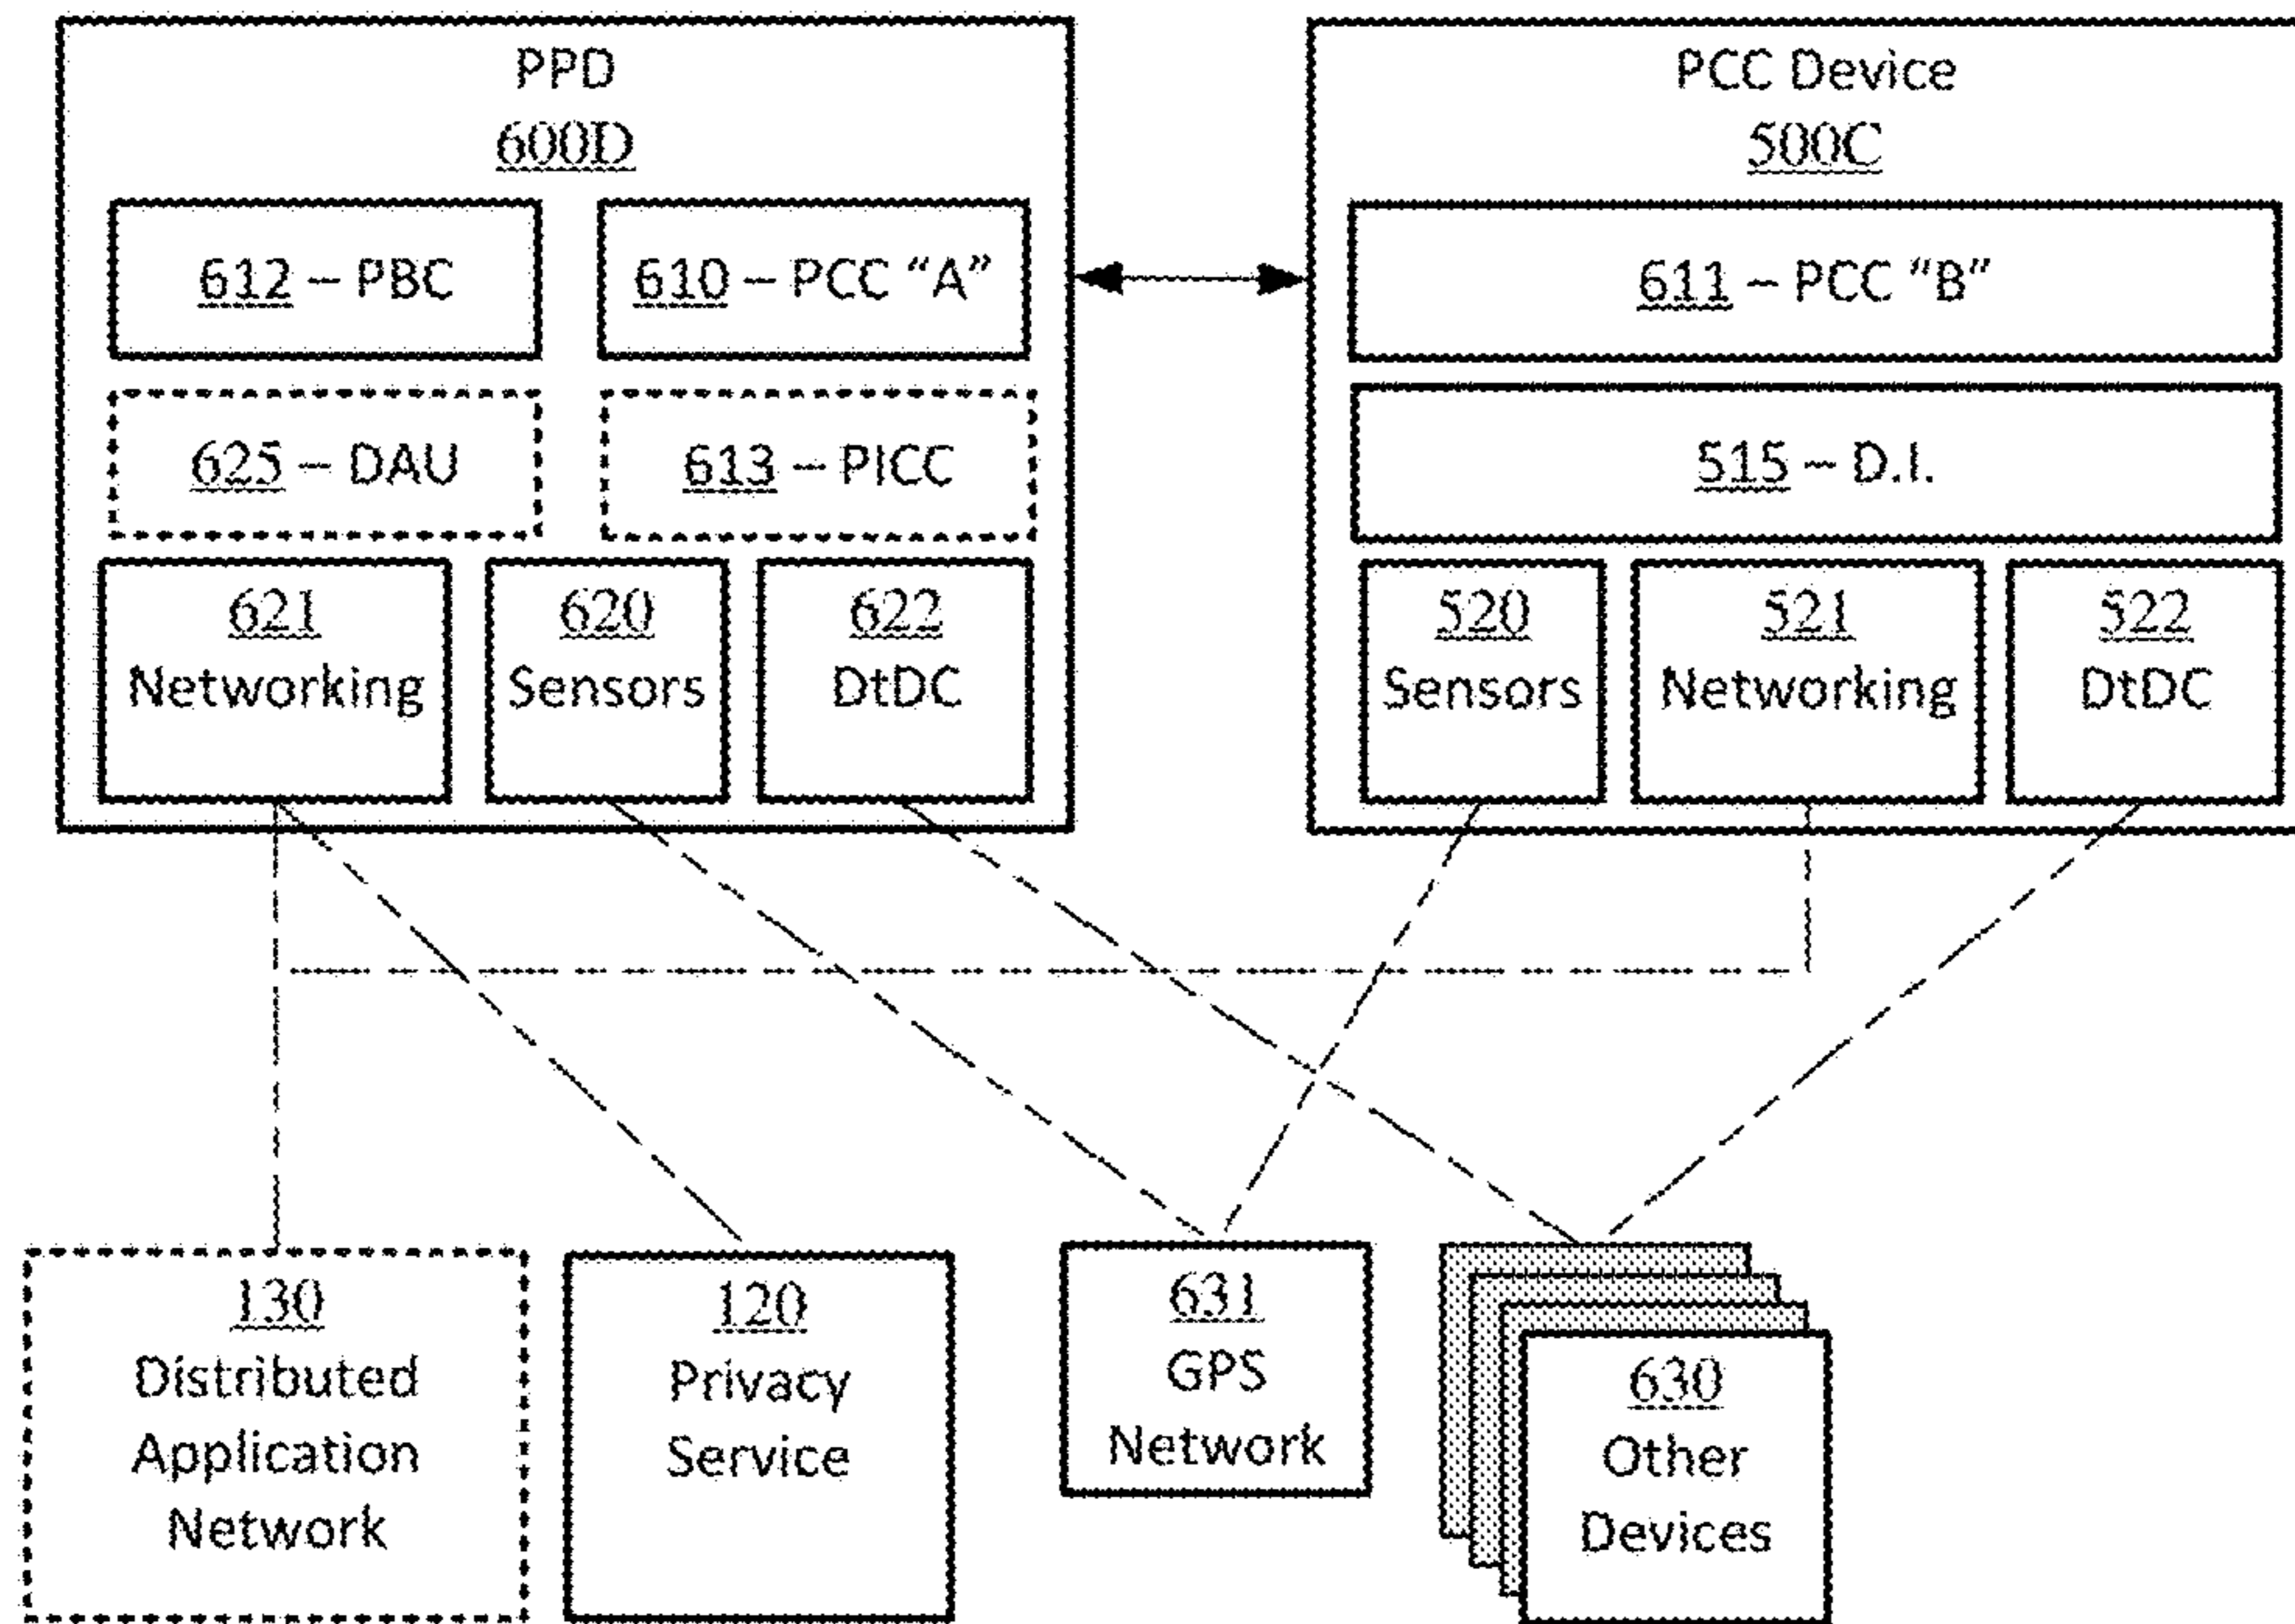 PPD
600D
612 – PBC
610 – PCC “A”
625 – DAU
613 – PICC
621
Networking
620
Sensors
622
DtDC
PCC Device
500C
611 – PCC “B”
515 – D.I.
520
Sensors
521
Networking
522
DtDC
130
Distributed
Application
Network
120
Privacy
Service
631
GPS
Network
630
Other
Devices